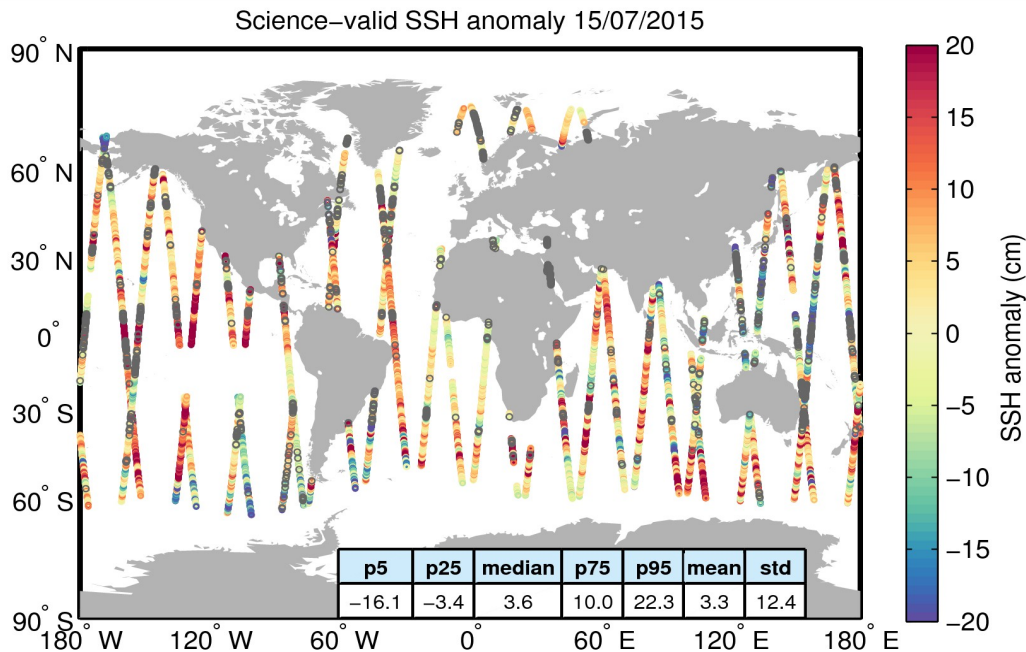 Science−valid SSH anomaly 15/07/2015
90° N
60° N
30° N
0°
30° S
60° S
90° S
180° W
120° W
60° W
0°
60° E
120° E
180° E
p5 p25 median p75 p95 mean std
−16.1 −3.4 3.6 10.0 22.3 3.3 12.4
20
15
10
5
0
−5
−10
−15
−20
SSH anomaly (cm)